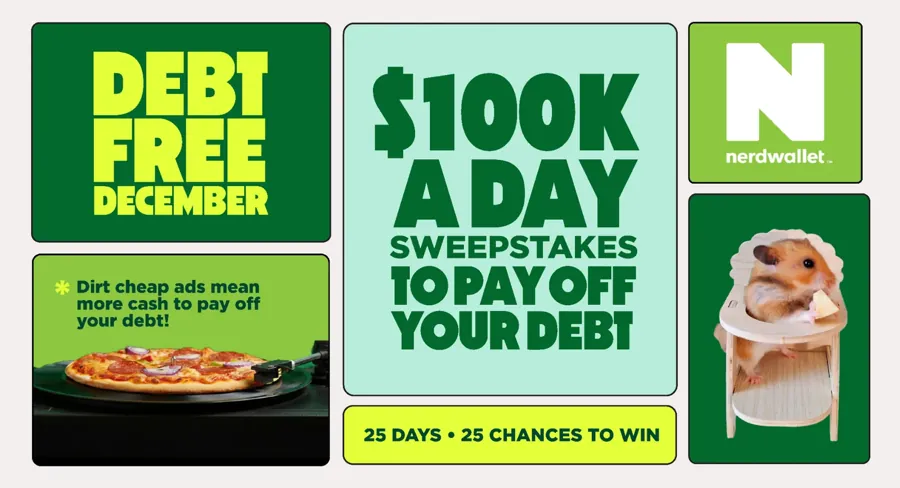 DEBT
FREE
DECEMBER
* Dirt cheap ads mean
more cash to pay off
your debt!
$100K
A DAY
SWEEPSTAKES
TO PAY OFF
YOUR DEBT
25 DAYS • 25 CHANCES TO WIN
N
nerdwallet™